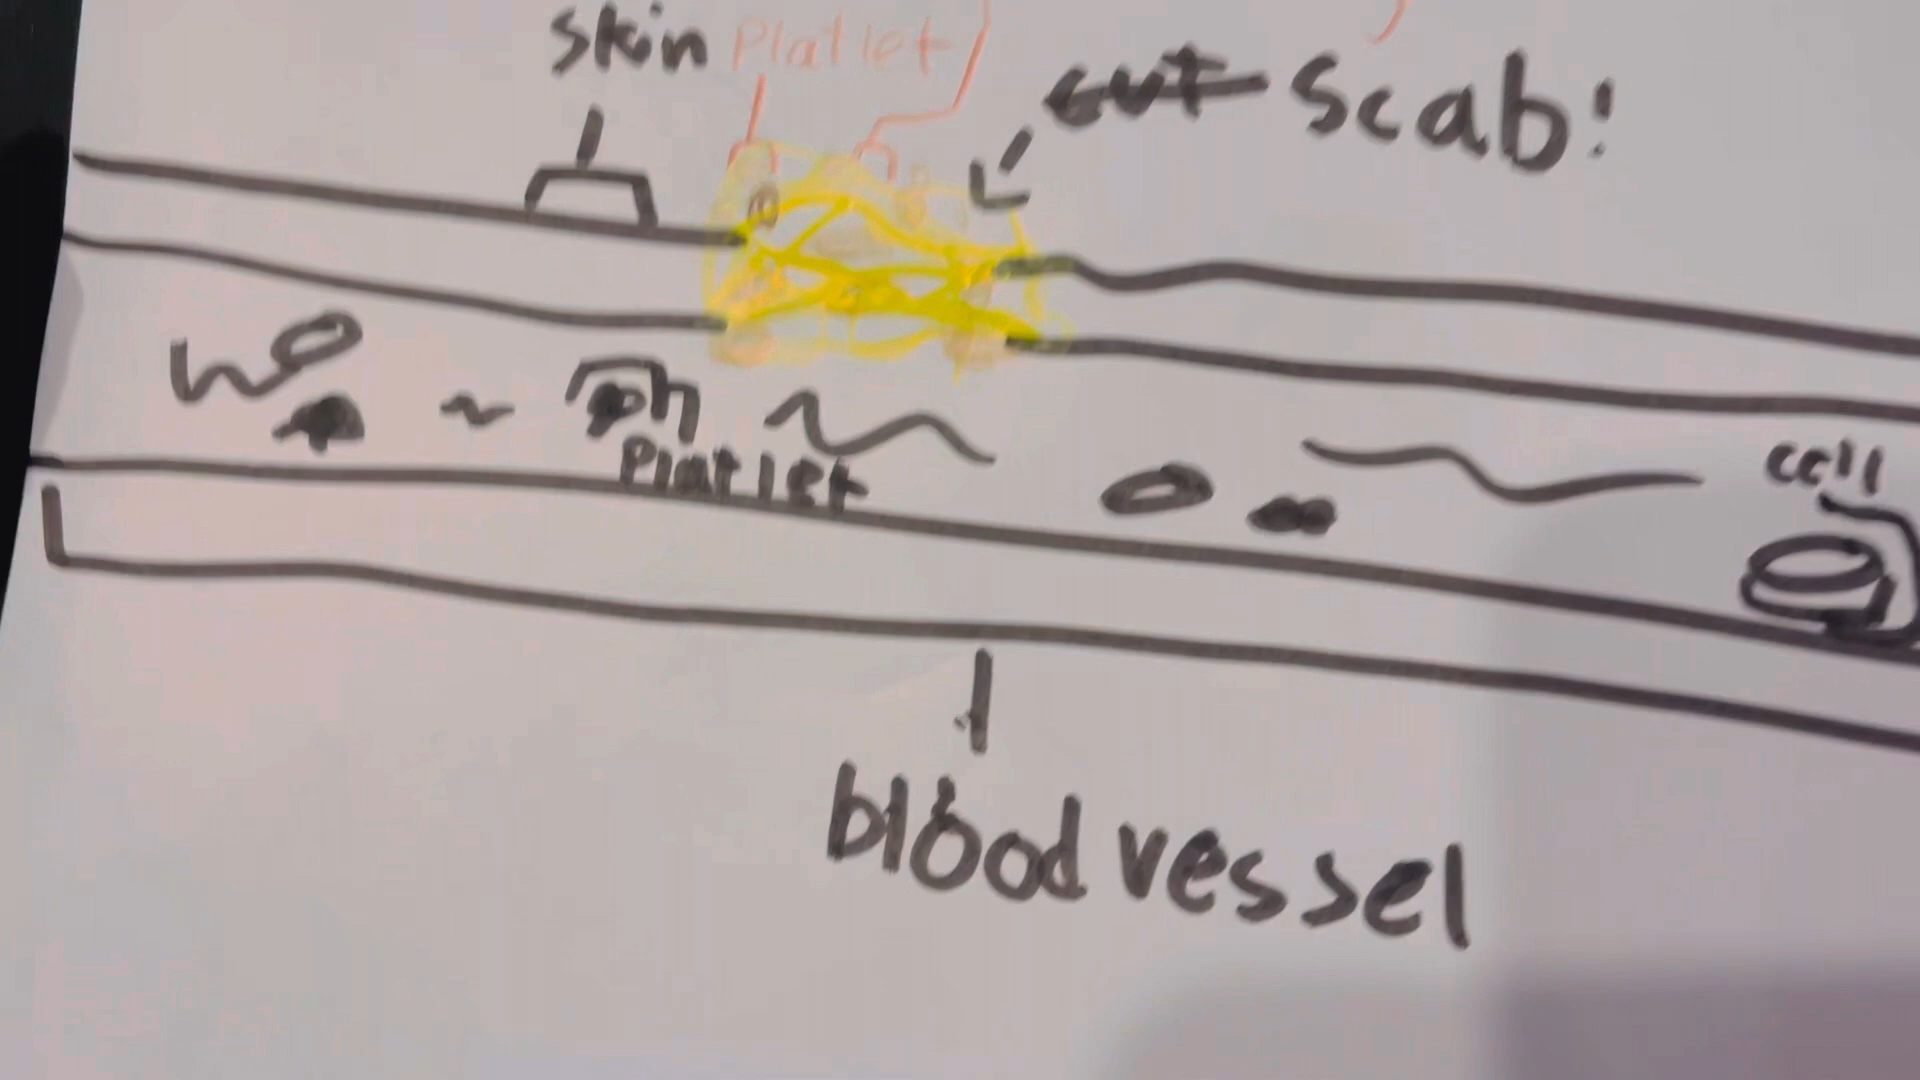 skin Platlet
cut scab!
Platlet
cell
blood vessel